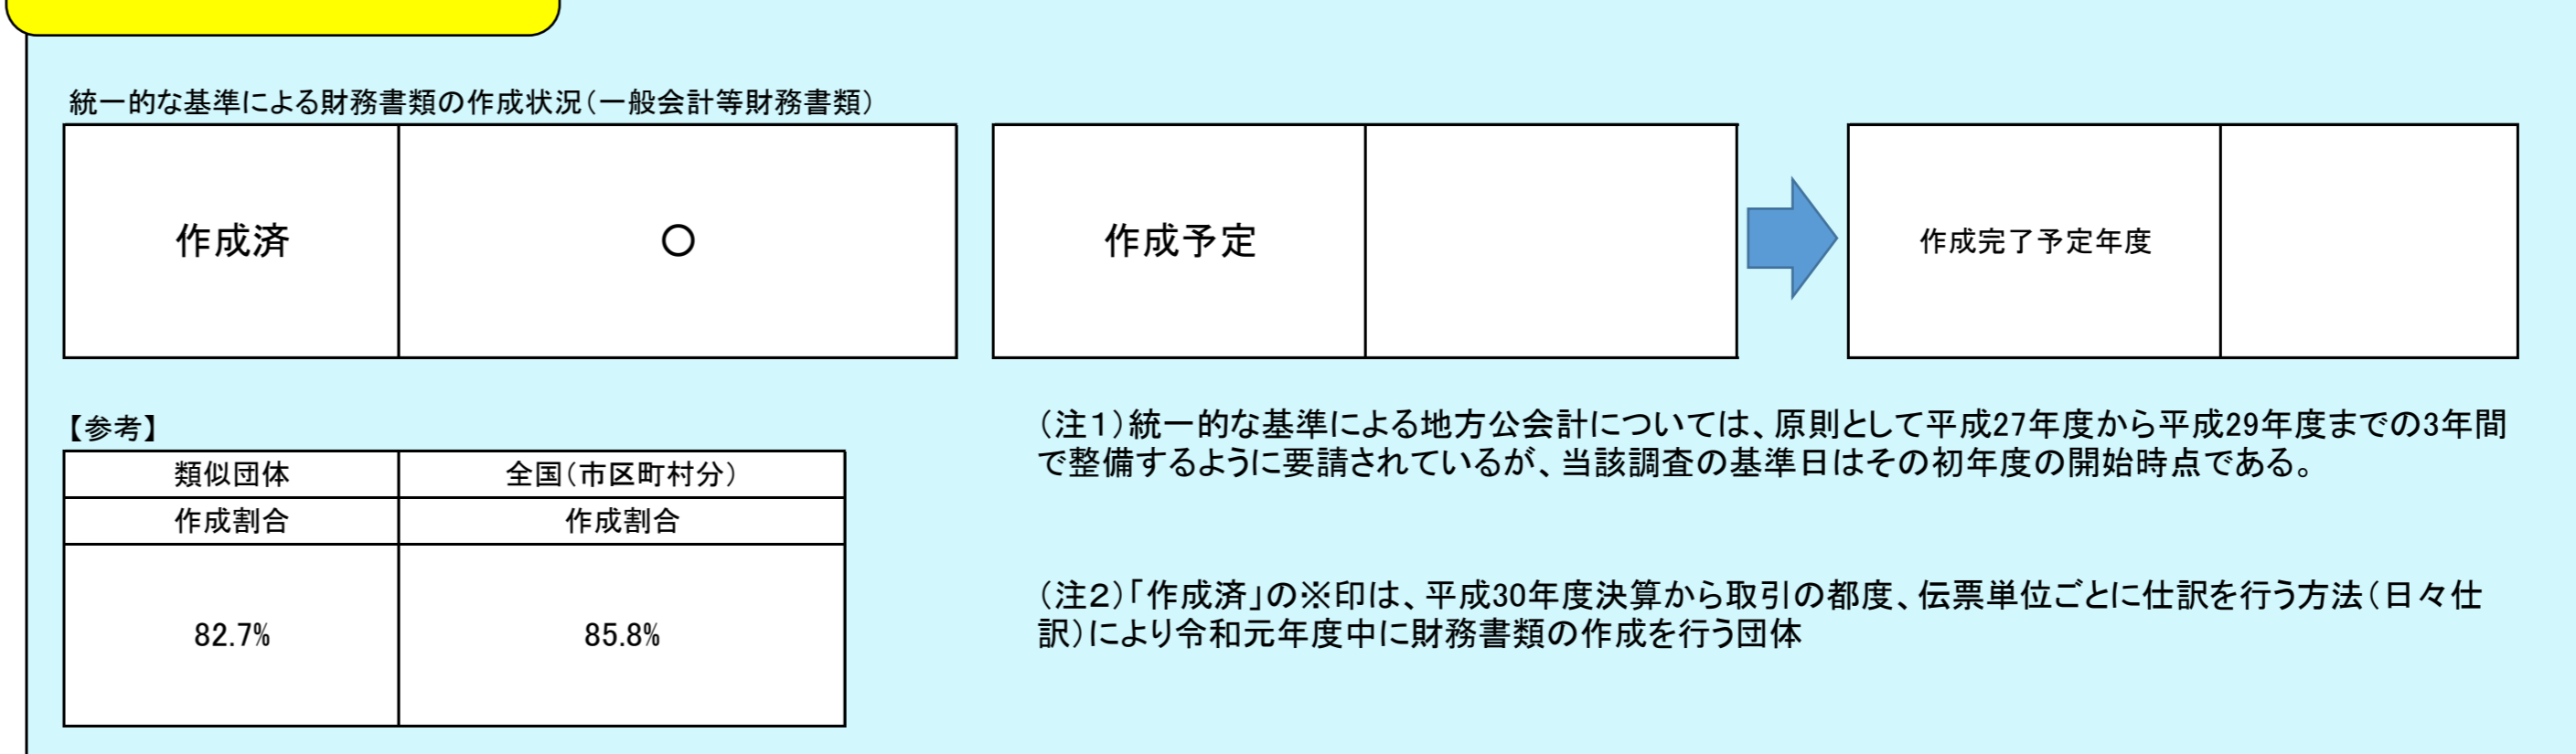 統一的な基準による財務書類の作成状況(一般会計等財務書類)
作成済
○
作成予定
作成完了予定年度
【参考】
類似団体
全国(市区町村分)
作成割合
作成割合
82.7%
85.8%
(注1)統一的な基準による地方公会計については、原則として平成27年度から平成29年度までの3年間
で整備するように要請されているが、当該調査の基準日はその初年度の開始時点である。
(注2)「作成済」の※印は、平成30年度決算から取引の都度、伝票単位ごとに仕訳を行う方法(日々仕
訳)により令和元年度中に財務書類の作成を行う団体